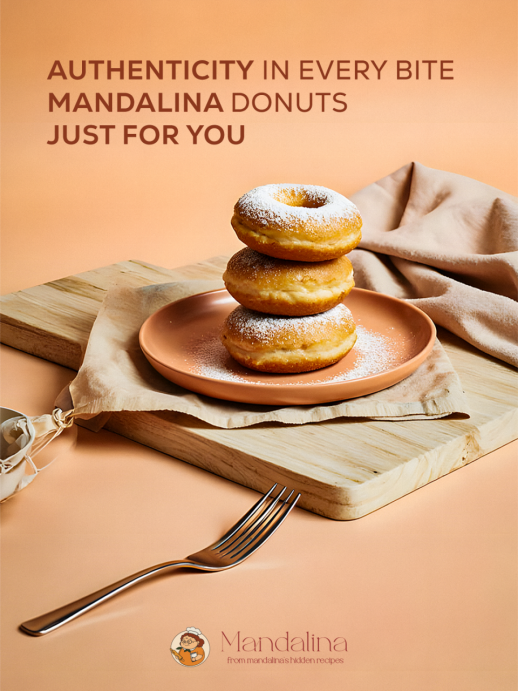 AUTHENTICITY IN EVERY BITE
MANDALINA DONUTS
JUST FOR YOU
Mandalina
From mandalina's hidden recipes